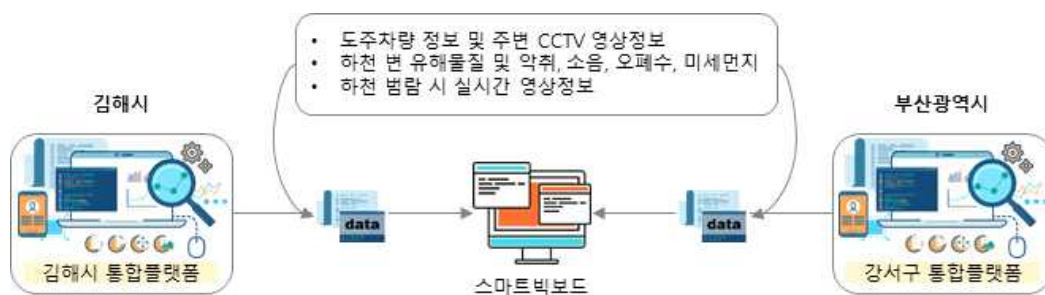 • 도주차량 정보 및 주변 CCTV 영상정보
• 하천 변 유해물질 및 악취, 소음, 오폐수, 미세먼지
• 하천 범람 시 실시간 영상정보
김해시
부산광역시
data
data
김해시 통합플랫폼
스마트빅보드
강서구 통합플랫폼